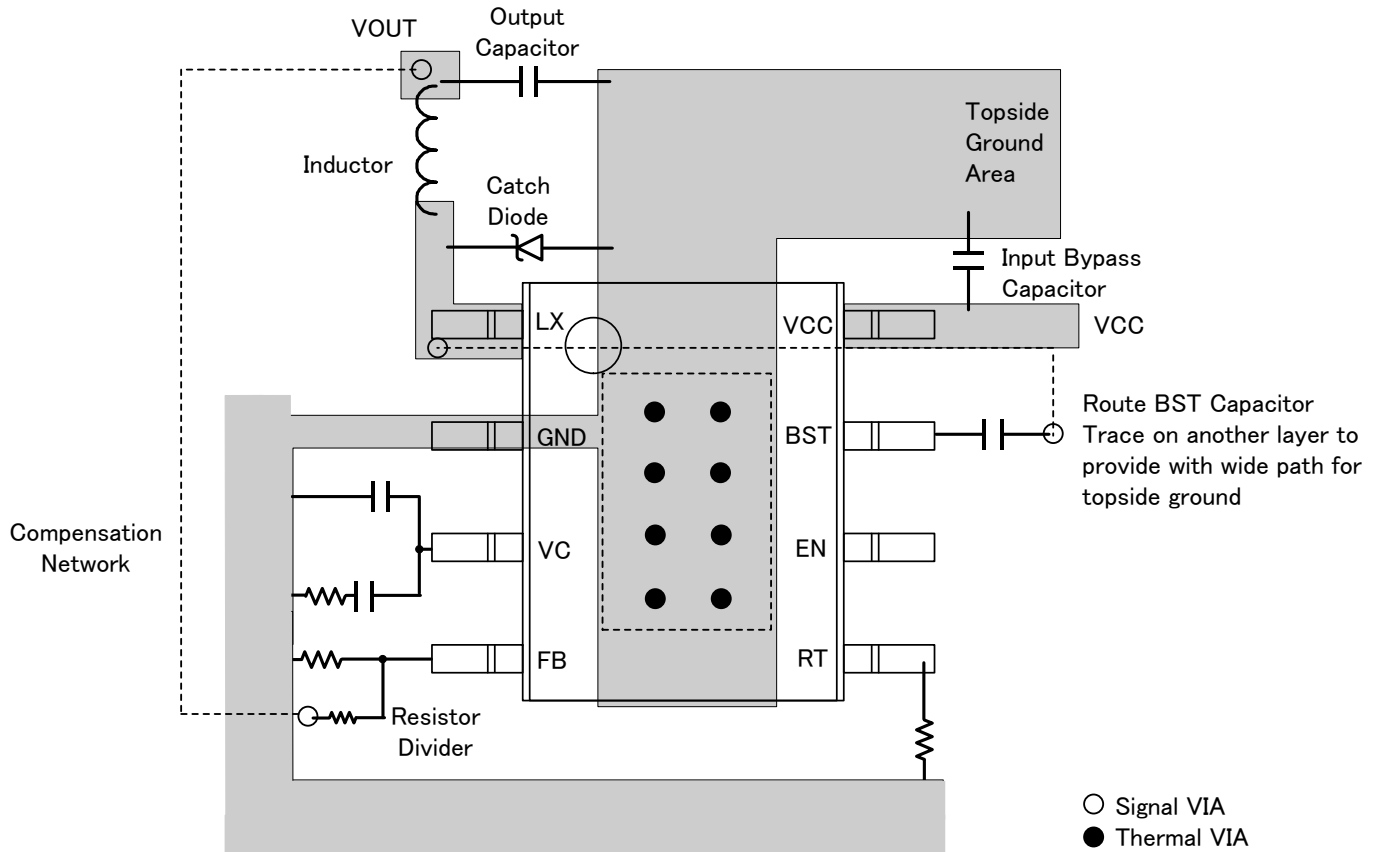 VOUT
Output
Capacitor
Topside
Ground
Area
Inductor
Catch
Diode
Input Bypass
Capacitor
LX
VCC
VCC
GND
BST
Route BST Capacitor
Trace on another layer to
provide with wide path for
topside ground
Compensation
Network
VC
EN
FB
RT
Resistor
Divider
Signal VIA
Thermal VIA